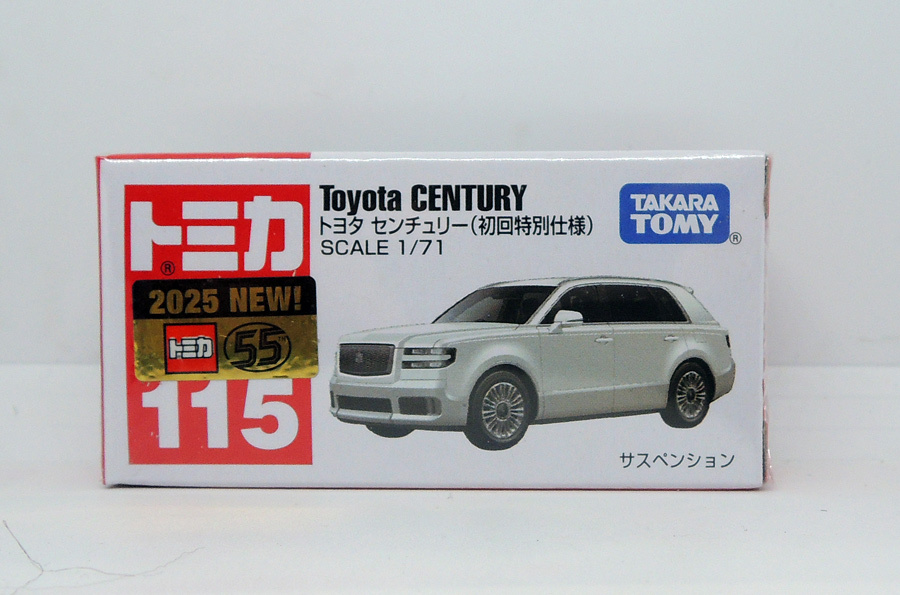 トミカ®
2025 NEW!
トミカ 55
115
Toyota CENTURY
トヨタ センチュリー(初回特別仕様)
SCALE 1/71
TAKARA
TOMY®
サスペンション